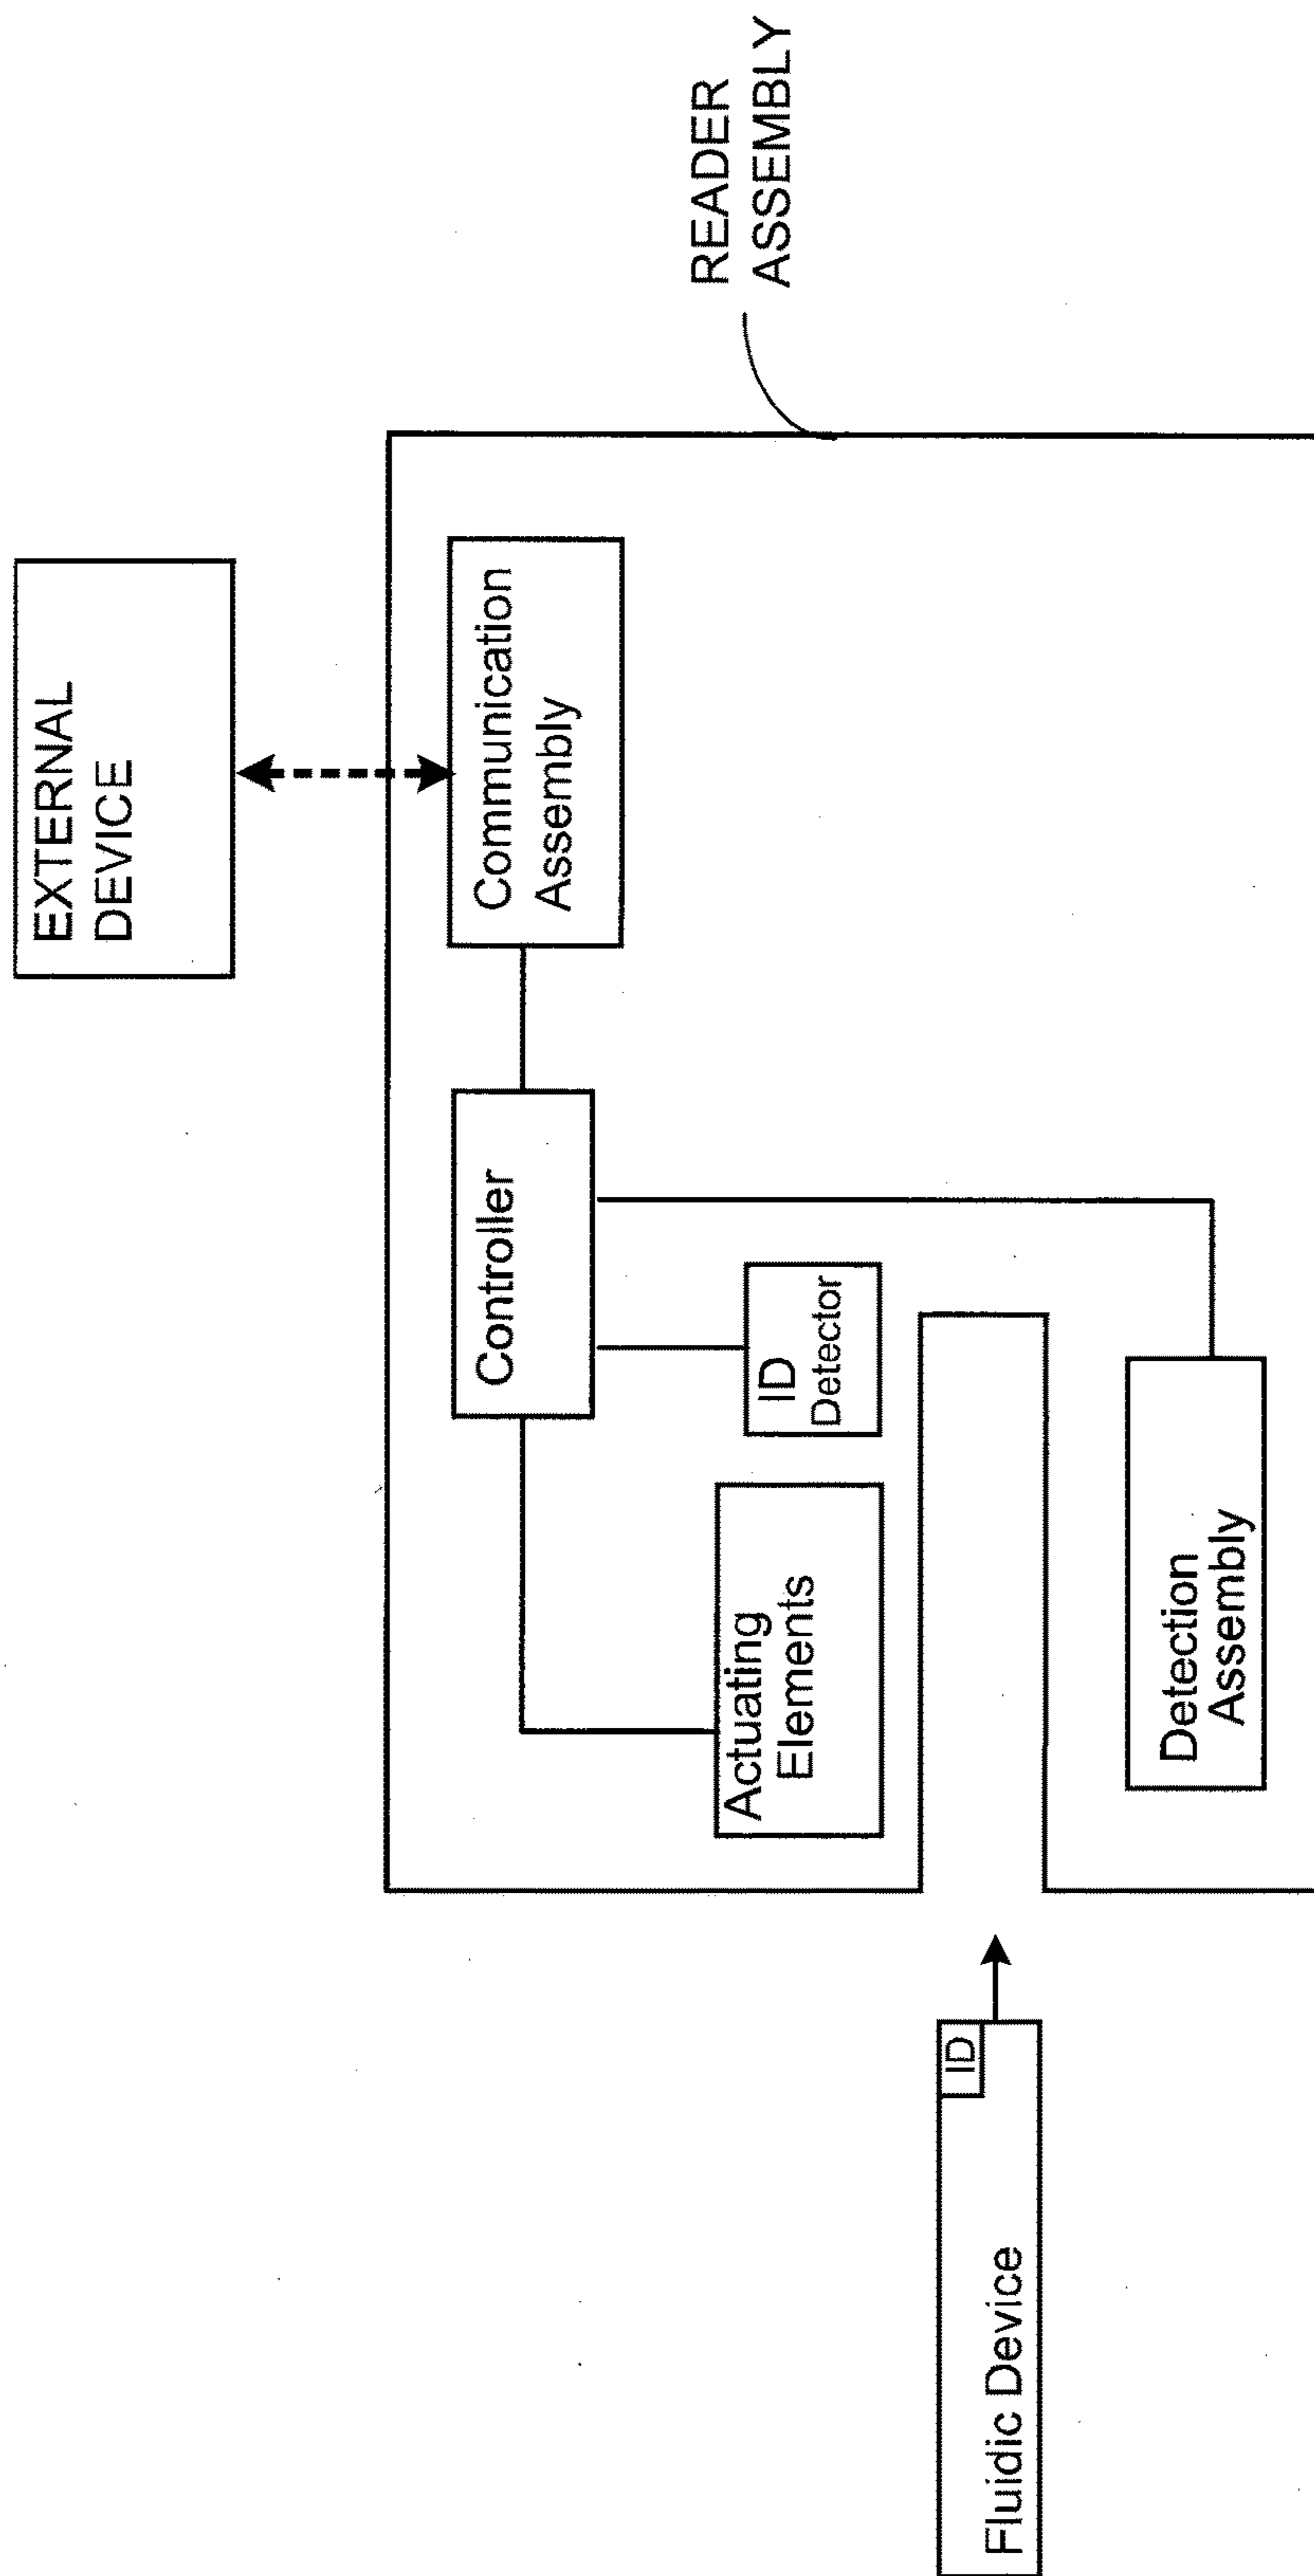 EXTERNAL
DEVICE
READER
ASSEMBLY
Communication
Assembly
Controller
ID
Detector
Actuating
Elements
Detection
Assembly
ID
Fluidic Device